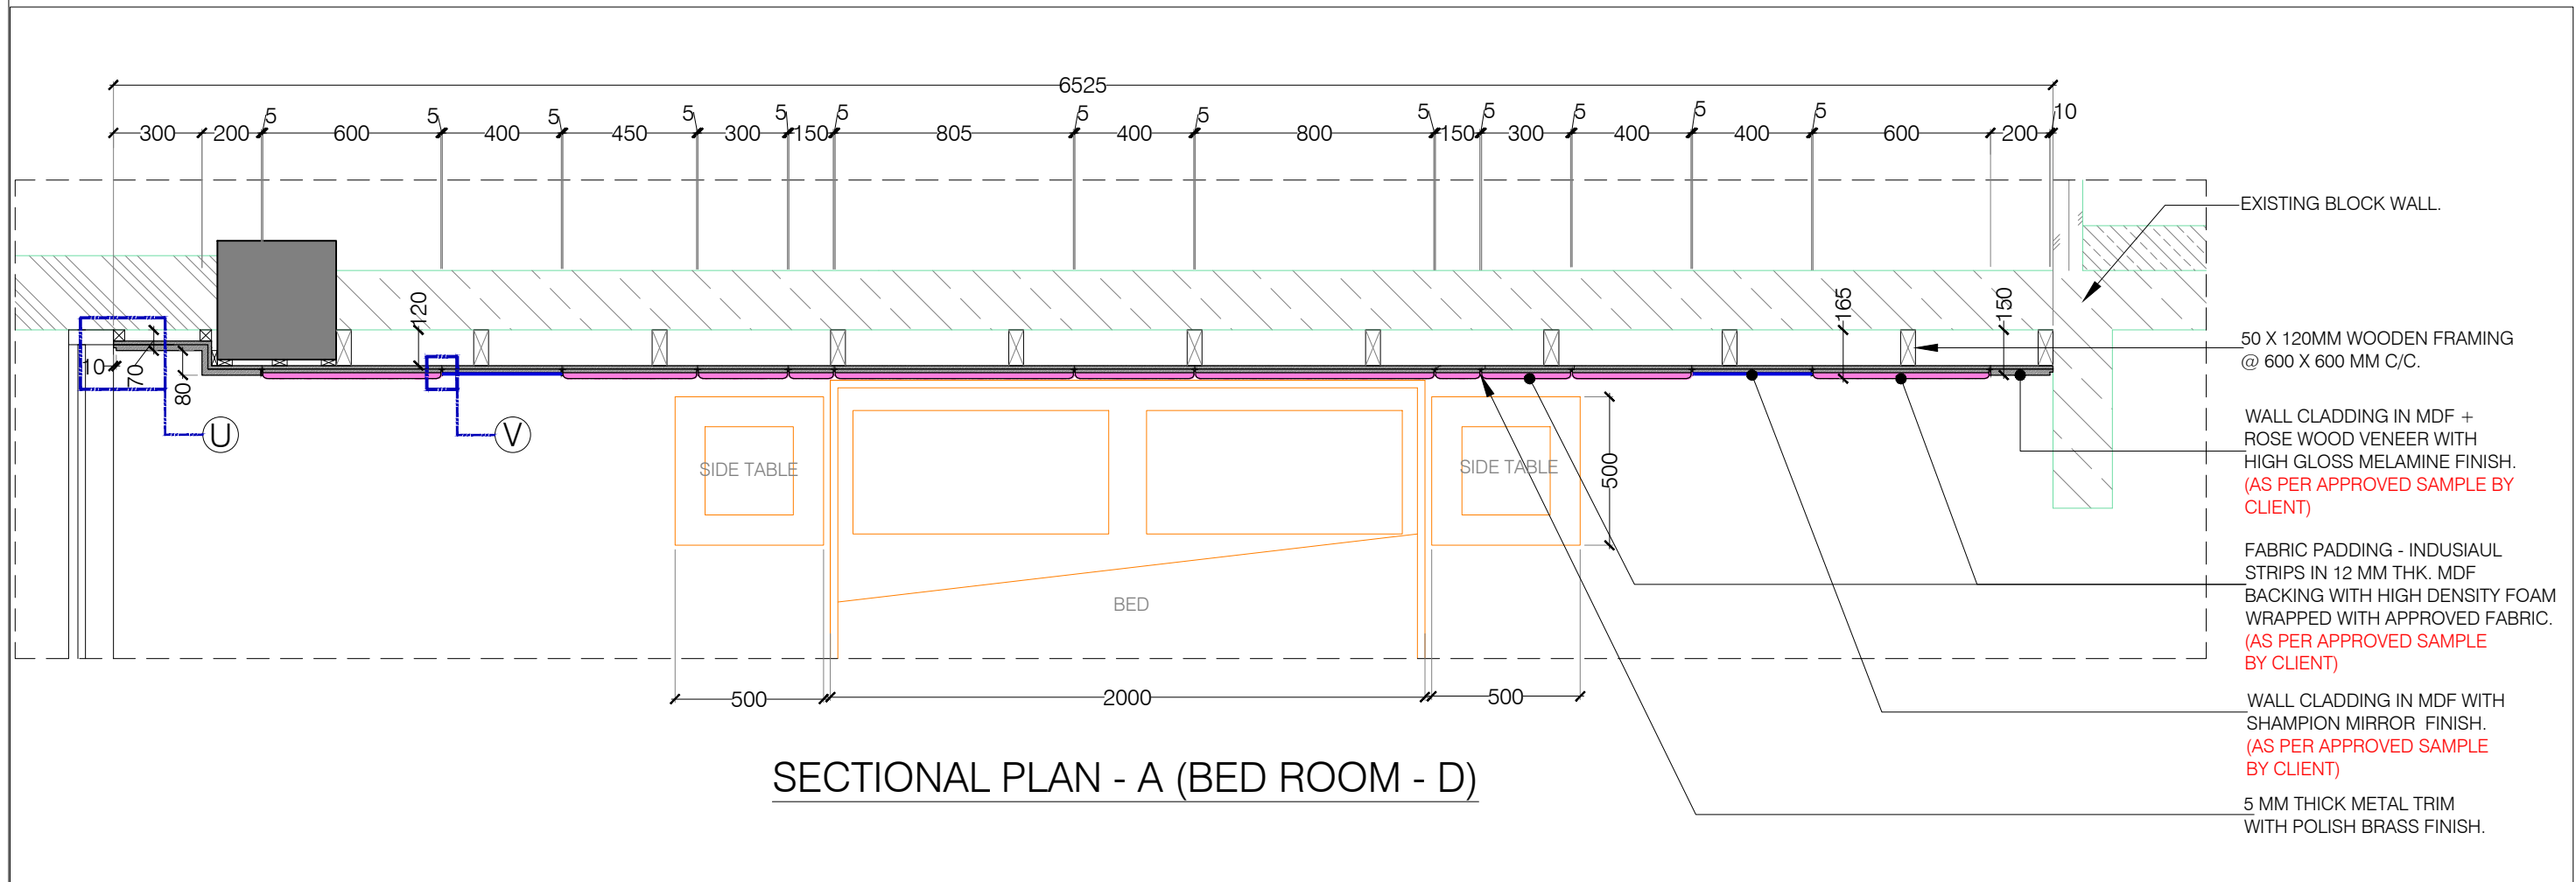 6525
5 5 5 5 5 5 5 5 5 5 5 5 5 10
300 200 600 400 450 300 150 805 400 800 150 300 400 400 600 200
EXISTING BLOCK WALL.
120 165 150
50 X 120MM WOODEN FRAMING
@ 600 X 600 MM C/C.
10 70 80
U V
WALL CLADDING IN MDF +
ROSE WOOD VENEER WITH
HIGH GLOSS MELAMINE FINISH.
(AS PER APPROVED SAMPLE BY
CLIENT)
SIDE TABLE SIDE TABLE 500
FABRIC PADDING - INDUSIAUL
STRIPS IN 12 MM THK. MDF
BACKING WITH HIGH DENSITY FOAM
WRAPPED WITH APPROVED FABRIC.
(AS PER APPROVED SAMPLE
BY CLIENT)
BED
500 2000 500
WALL CLADDING IN MDF WITH
SHAMPION MIRROR FINISH.
(AS PER APPROVED SAMPLE
BY CLIENT)
SECTIONAL PLAN - A (BED ROOM - D)
5 MM THICK METAL TRIM
WITH POLISH BRASS FINISH.